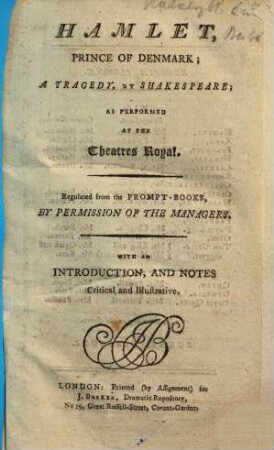 HAMLET,
PRINCE OF DENMARK;
A TRAGEDY, BY SHAKESPEARE;
AS PERFORMED
AT THE
Theatres Royal.
Regulated from the PROMPT-BOOKS,
BY PERMISSION OF THE MANAGERS.
WITH AN
INTRODUCTION, AND NOTES
Critical and Illustrative.
LONDON: Printed (by Assignment) for
J. BARKER, Dramatic Repository,
No 19, Great Russell-Street, Covent-Garden